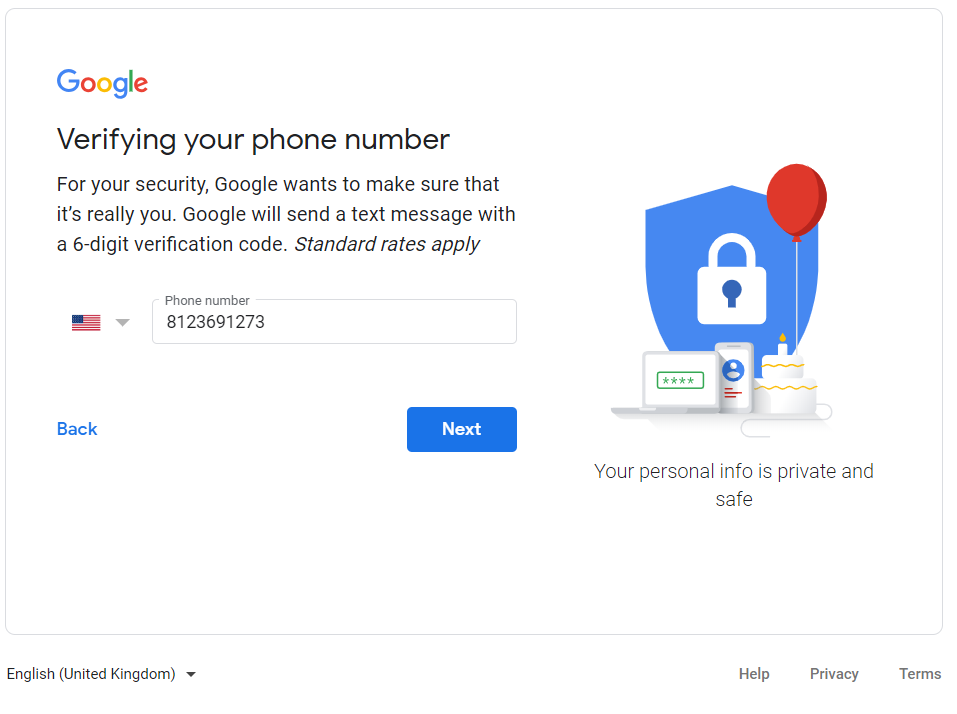 Google
Verifying your phone number
For your security, Google wants to make sure that
it's really you. Google will send a text message with
a 6-digit verification code. Standard rates apply
Phone number
8123691273
Back
Next
****
Your personal info is private and
safe
English (United Kingdom)
Help
Privacy
Terms